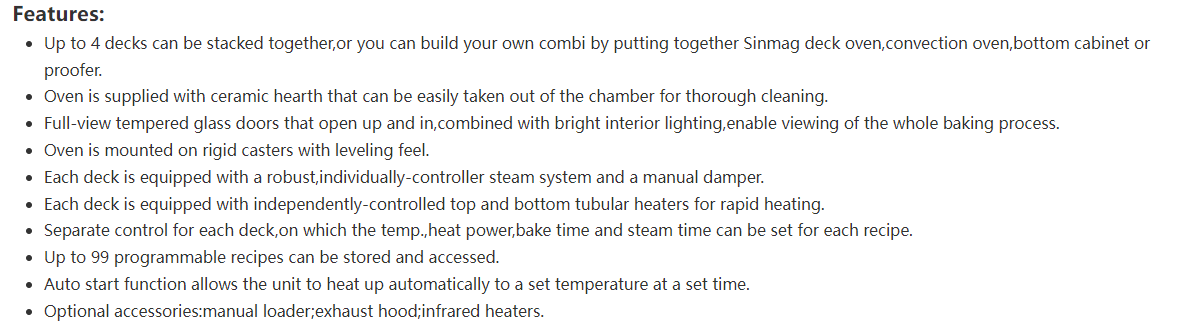 Features:
• Up to 4 decks can be stacked together,or you can build your own combi by putting together Sinmag deck oven,convection oven,bottom cabinet or
proofer.
• Oven is supplied with ceramic hearth that can be easily taken out of the chamber for thorough cleaning.
• Full-view tempered glass doors that open up and in,combined with bright interior lighting,enable viewing of the whole baking process.
• Oven is mounted on rigid casters with leveling feel.
• Each deck is equipped with a robust,individually-controller steam system and a manual damper.
• Each deck is equipped with independently-controlled top and bottom tubular heaters for rapid heating.
• Separate control for each deck,on which the temp.,heat power,bake time and steam time can be set for each recipe.
• Up to 99 programmable recipes can be stored and accessed.
• Auto start function allows the unit to heat up automatically to a set temperature at a set time.
• Optional accessories:manual loader;exhaust hood;infrared heaters.